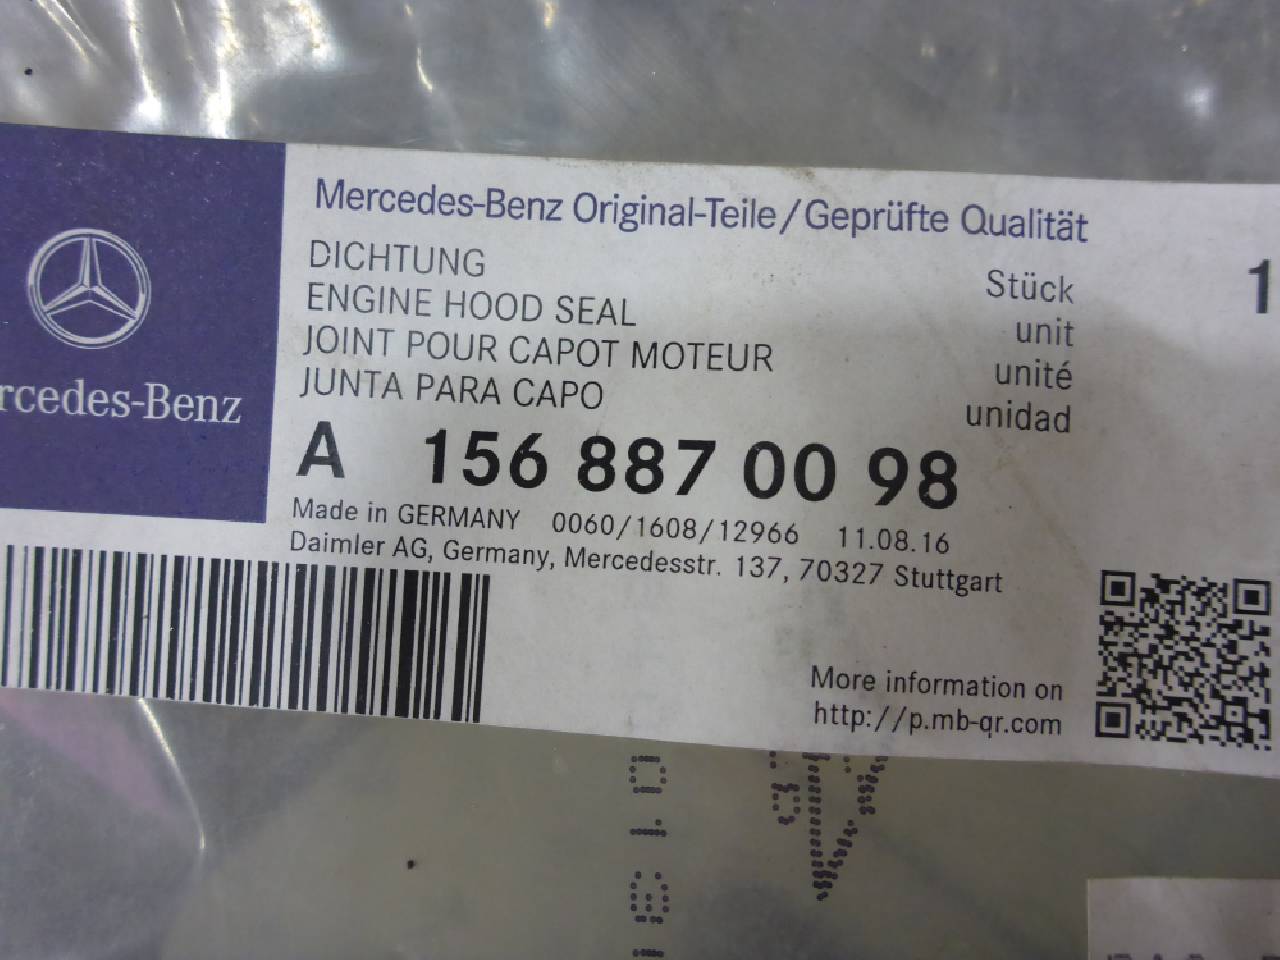 Mercedes-Benz Original-Teile/Geprüfte Qualität
DICHTUNG
ENGINE HOOD SEAL
JOINT POUR CAPOT MOTEUR
JUNTA PARA CAPO
Stück 1
unit
unité
unidad
rcedes-Benz
A 156 887 00 98
Made in GERMANY 0060/1608/12966 11.08.16
Daimler AG, Germany, Mercedesstr. 137, 70327 Stuttgart
More information on
http://p.mb-qr.com